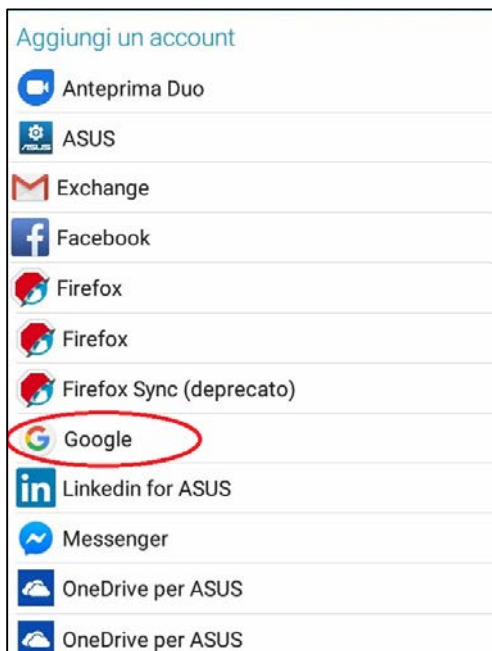 Aggiungi un account
Anteprima Duo
ASUS
Exchange
Facebook
Firefox
Firefox
Firefox Sync (deprecato)
Google
Linkedin for ASUS
Messenger
OneDrive per ASUS
OneDrive per ASUS